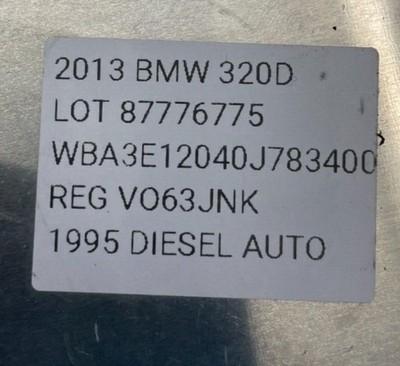 2013 BMW 320D
LOT 87776775
WBA3E12040J783400
REG VO63JNK
1995 DIESEL AUTO